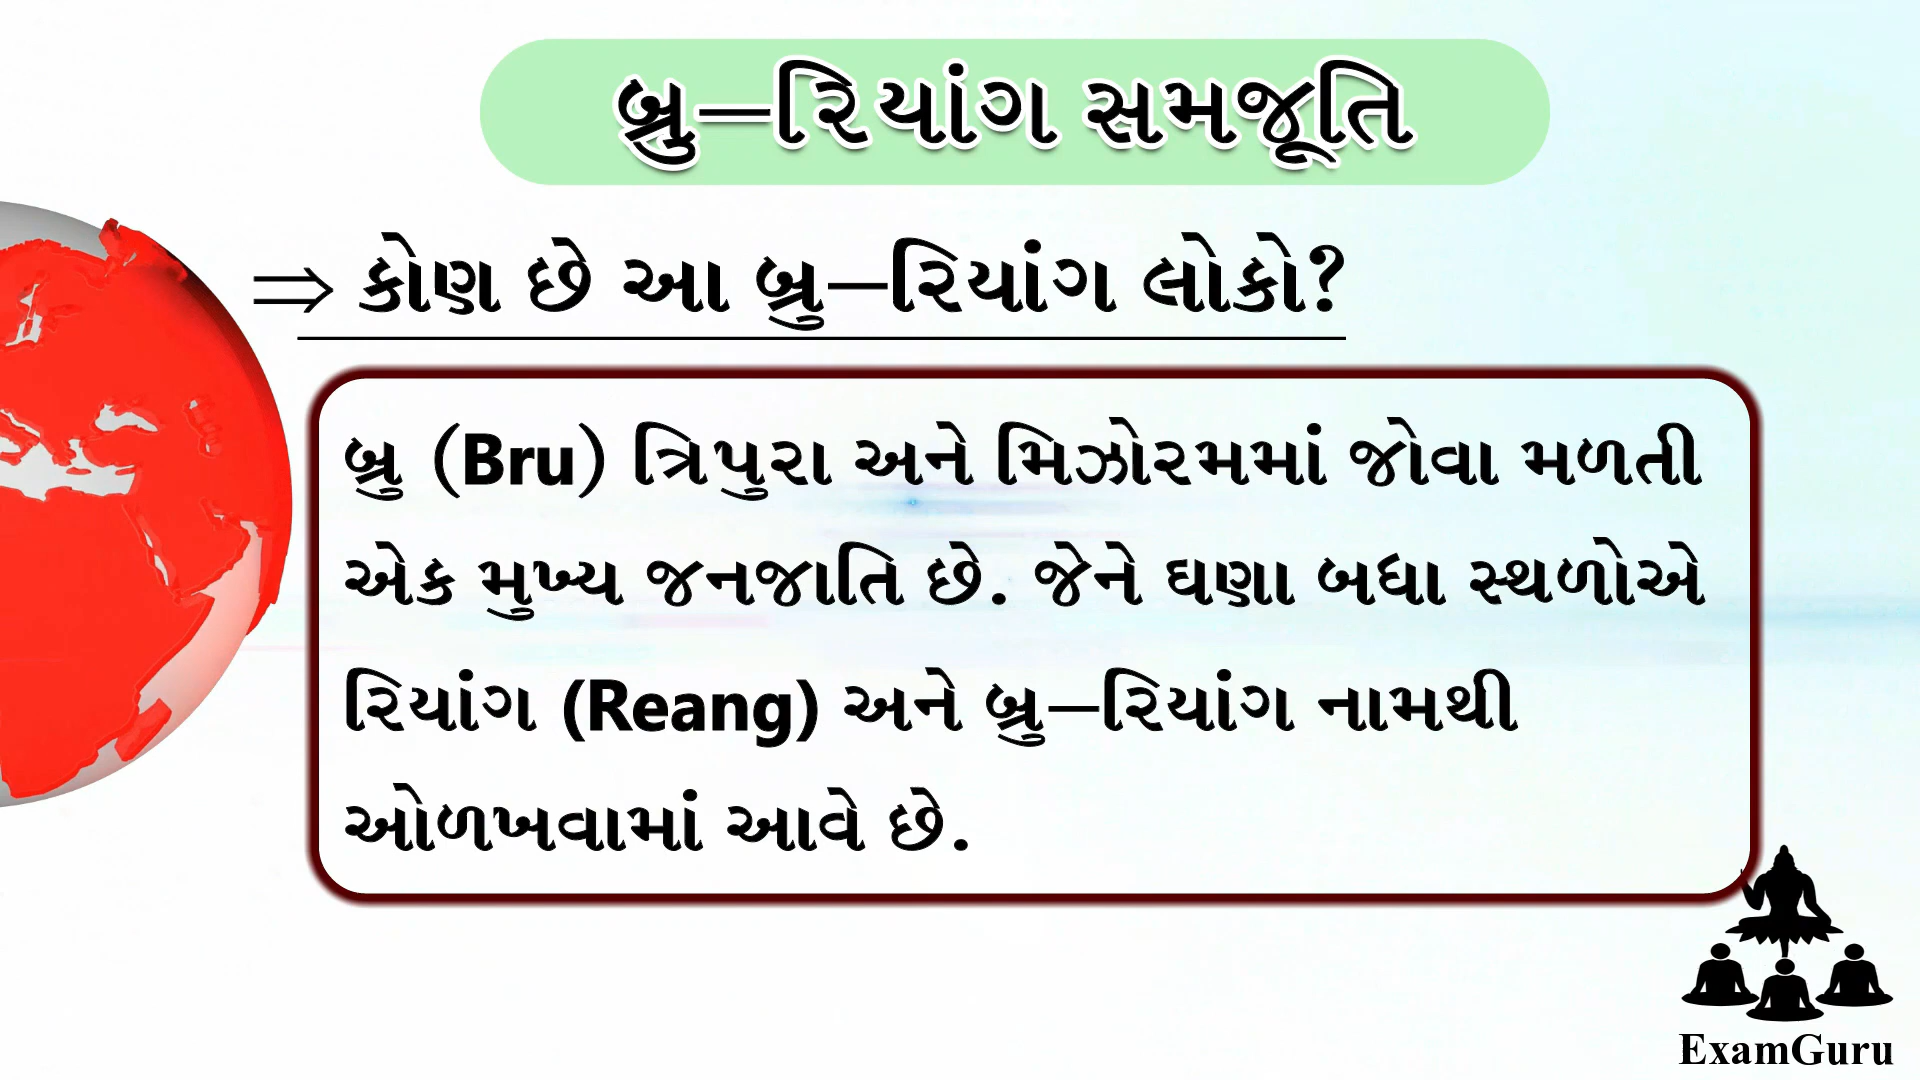 બ્રુ–રિયાંગ સમજૂતિ
⇒ કોણ છે આ બ્રુ–રિયાંગ લોકો?
બ્રુ (Bru) ત્રિપુરા અને મિઝોરમમાં જોવા મળતી
એક મુખ્ય જનજાતિ છે. જેને ઘણા બધા સ્થળોએ
રિયાંગ (Reang) અને બ્રુ–રિયાંગ નામથી
ઓળખવામાં આવે છે.
ExamGuru